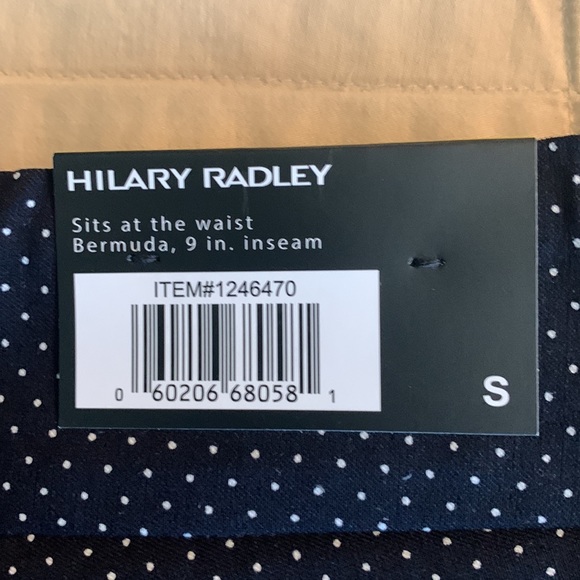 HILARY RADLEY
Sits at the waist
Bermuda, 9 in. inseam
ITEM#1246470
0 60206 68058 1
S